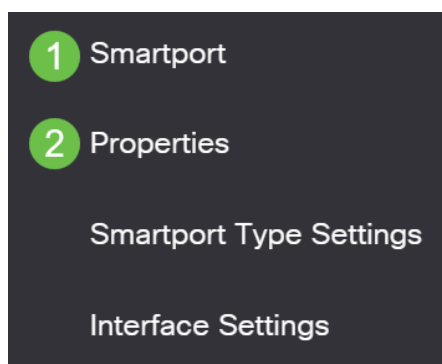 1 Smartport
2 Properties
Smartport Type Settings
Interface Settings